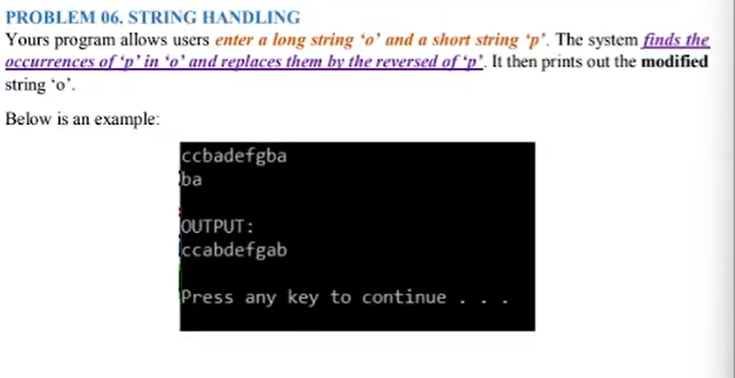 PROBLEM 06. STRING HANDLING
Yours program allows users enter a long string ‘o’ and a short string ‘p’. The system finds the
occurrences of ‘p’ in ‘o’ and replaces them by the reversed of ‘p’. It then prints out the modified
string ‘o’.
Below is an example:
ccbadefgba
ba
OUTPUT:
ccabdefgab
Press any key to continue . . .